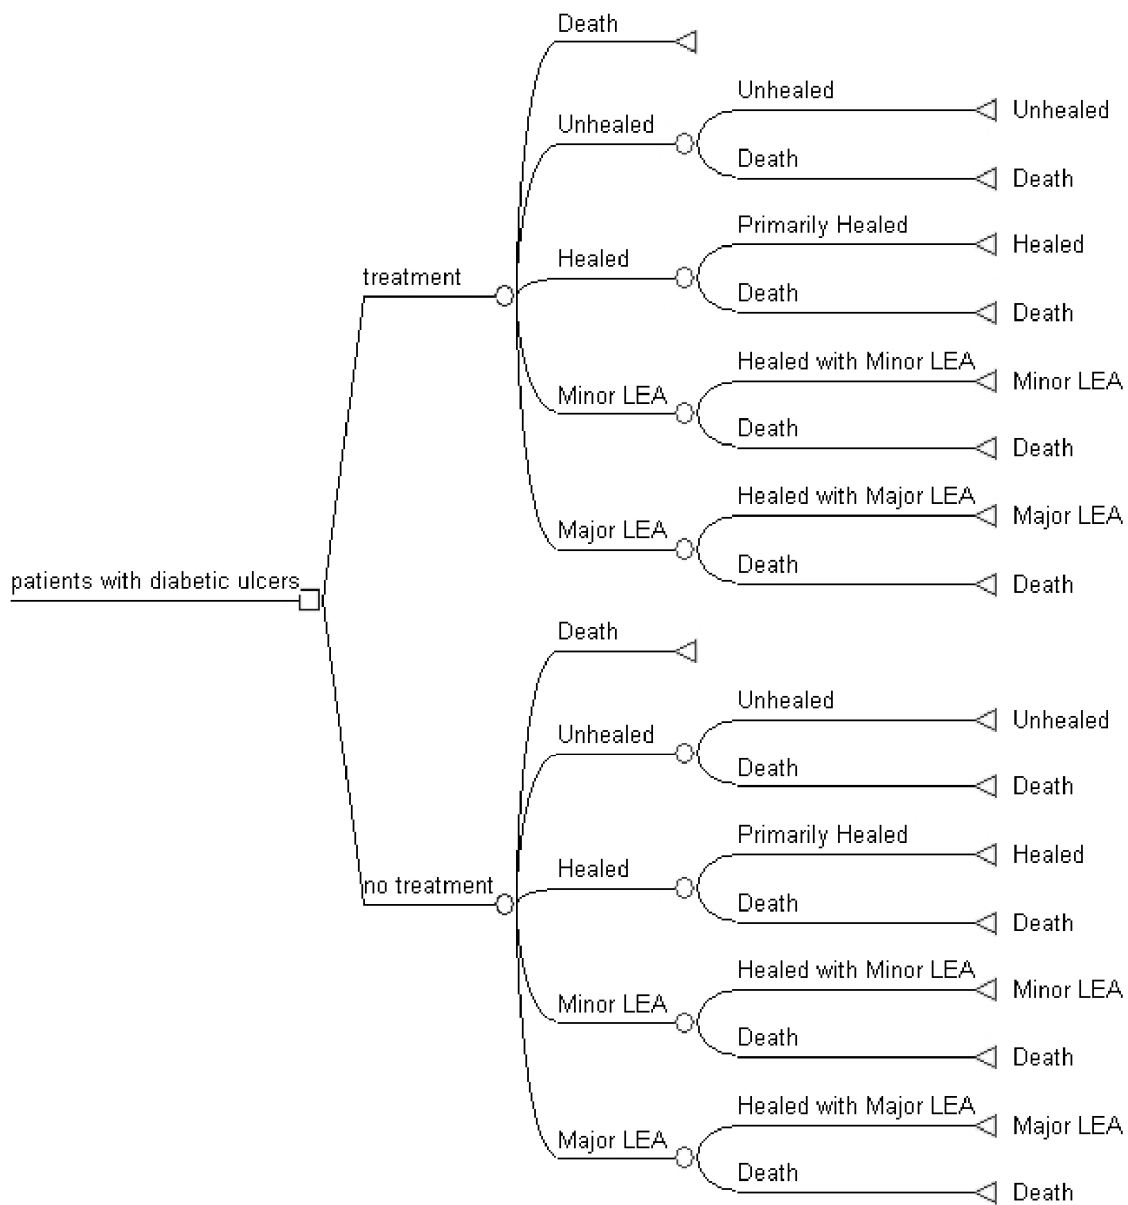 Death
Unhealed
Unhealed
Unhealed
Death
Death
treatment
Healed
Primarily Healed
Healed
Death
Death
Minor LEA
Healed with Minor LEA
Minor LEA
Death
Death
Major LEA
Healed with Major LEA
Major LEA
Death
Death
patients with diabetic ulcers
Death
Unhealed
Unhealed
Unhealed
Death
Death
no treatment
Healed
Primarily Healed
Healed
Death
Death
Minor LEA
Healed with Minor LEA
Minor LEA
Death
Death
Major LEA
Healed with Major LEA
Major LEA
Death
Death